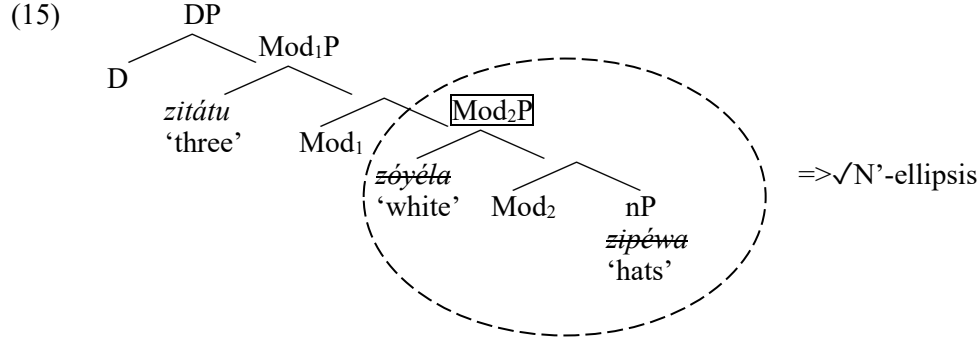 (15) DP
D Mod₁P
zitátu
‘three’ Mod₁ Mod₂P
zóyéla
‘white’ Mod₂ nP =>√N’-ellipsis
zipéwa
‘hats’